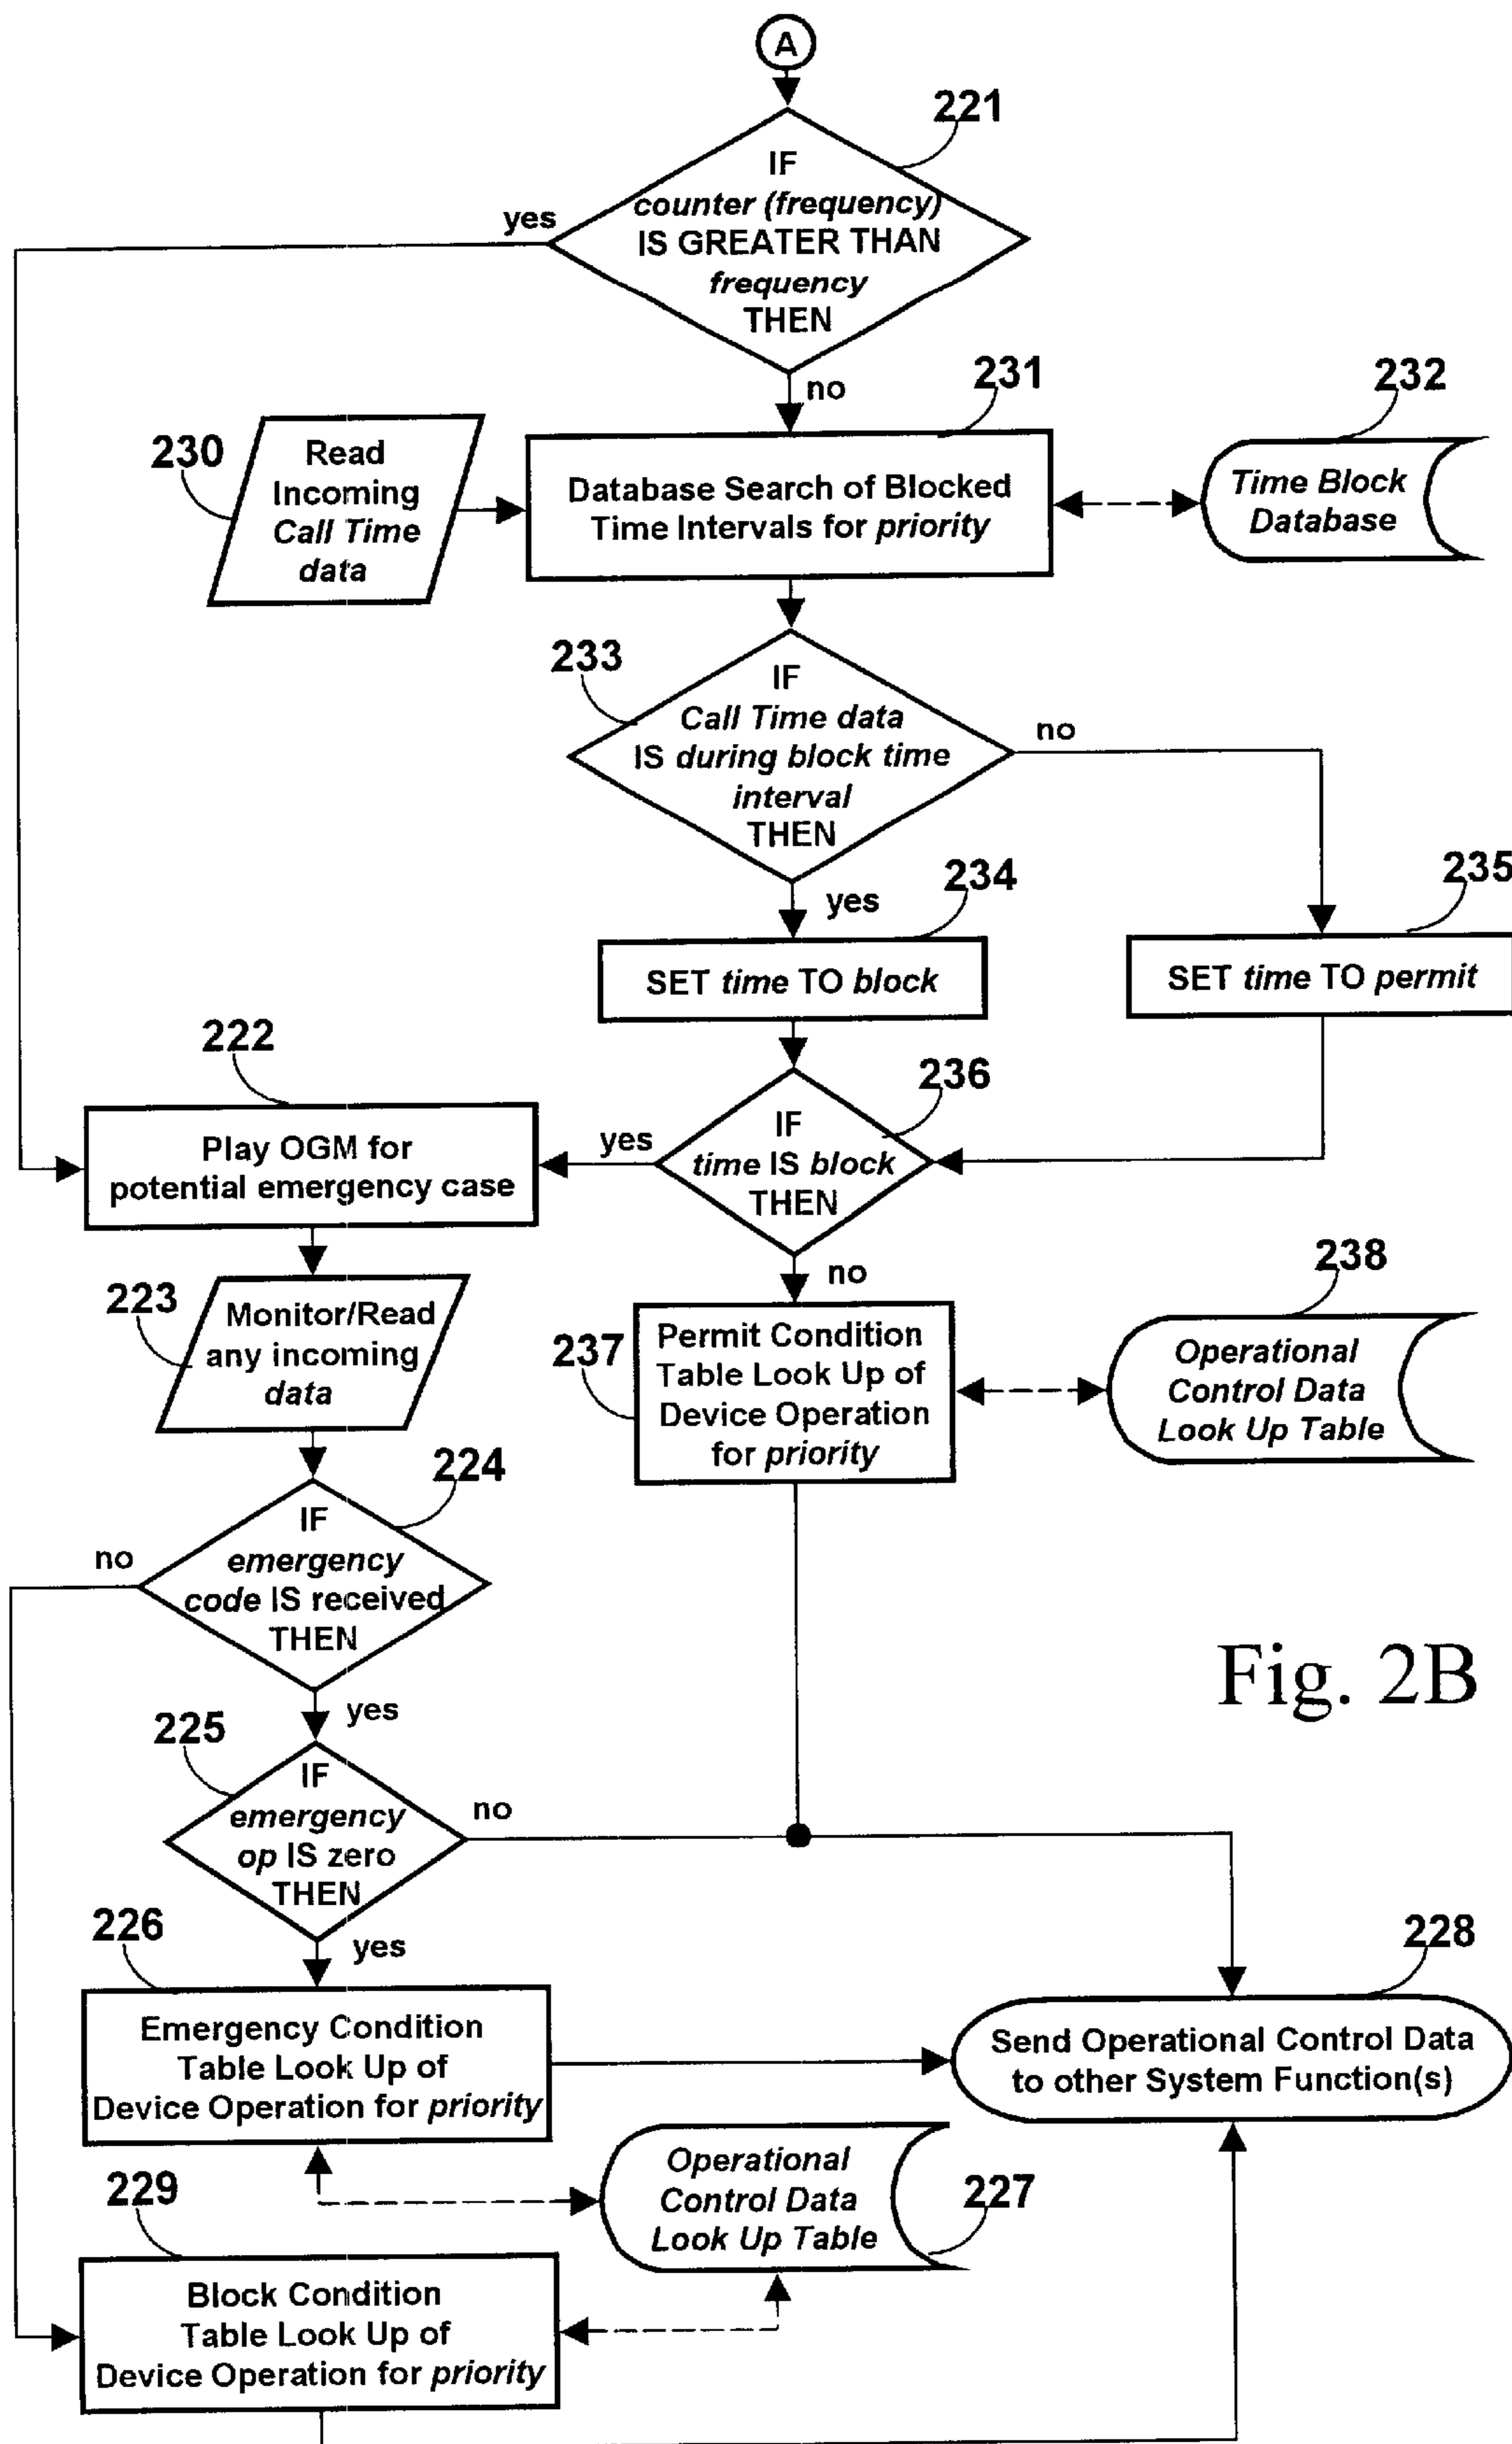 A
221
IF
counter (frequency)
IS GREATER THAN
frequency
THEN
yes
no
231
232
230
Read
Incoming
Call Time
data
Database Search of Blocked
Time Intervals for priority
Time Block
Database
233
IF
Call Time data
IS during block time
interval
THEN
no
yes
234
235
SET time TO block
SET time TO permit
222
236
Play OGM for
potential emergency case
yes
IF
time IS block
THEN
no
238
223
Monitor/Read
any incoming
data
237
Permit Condition
Table Look Up of
Device Operation
for priority
Operational
Control Data
Look Up Table
224
no
IF
emergency
code IS received
THEN
yes
Fig. 2B
225
IF
emergency
op IS zero
THEN
no
yes
226
228
Emergency Condition
Table Look Up of
Device Operation for priority
Send Operational Control Data
to other System Function(s)
229
Operational
Control Data
Look Up Table
227
Block Condition
Table Look Up of
Device Operation for priority